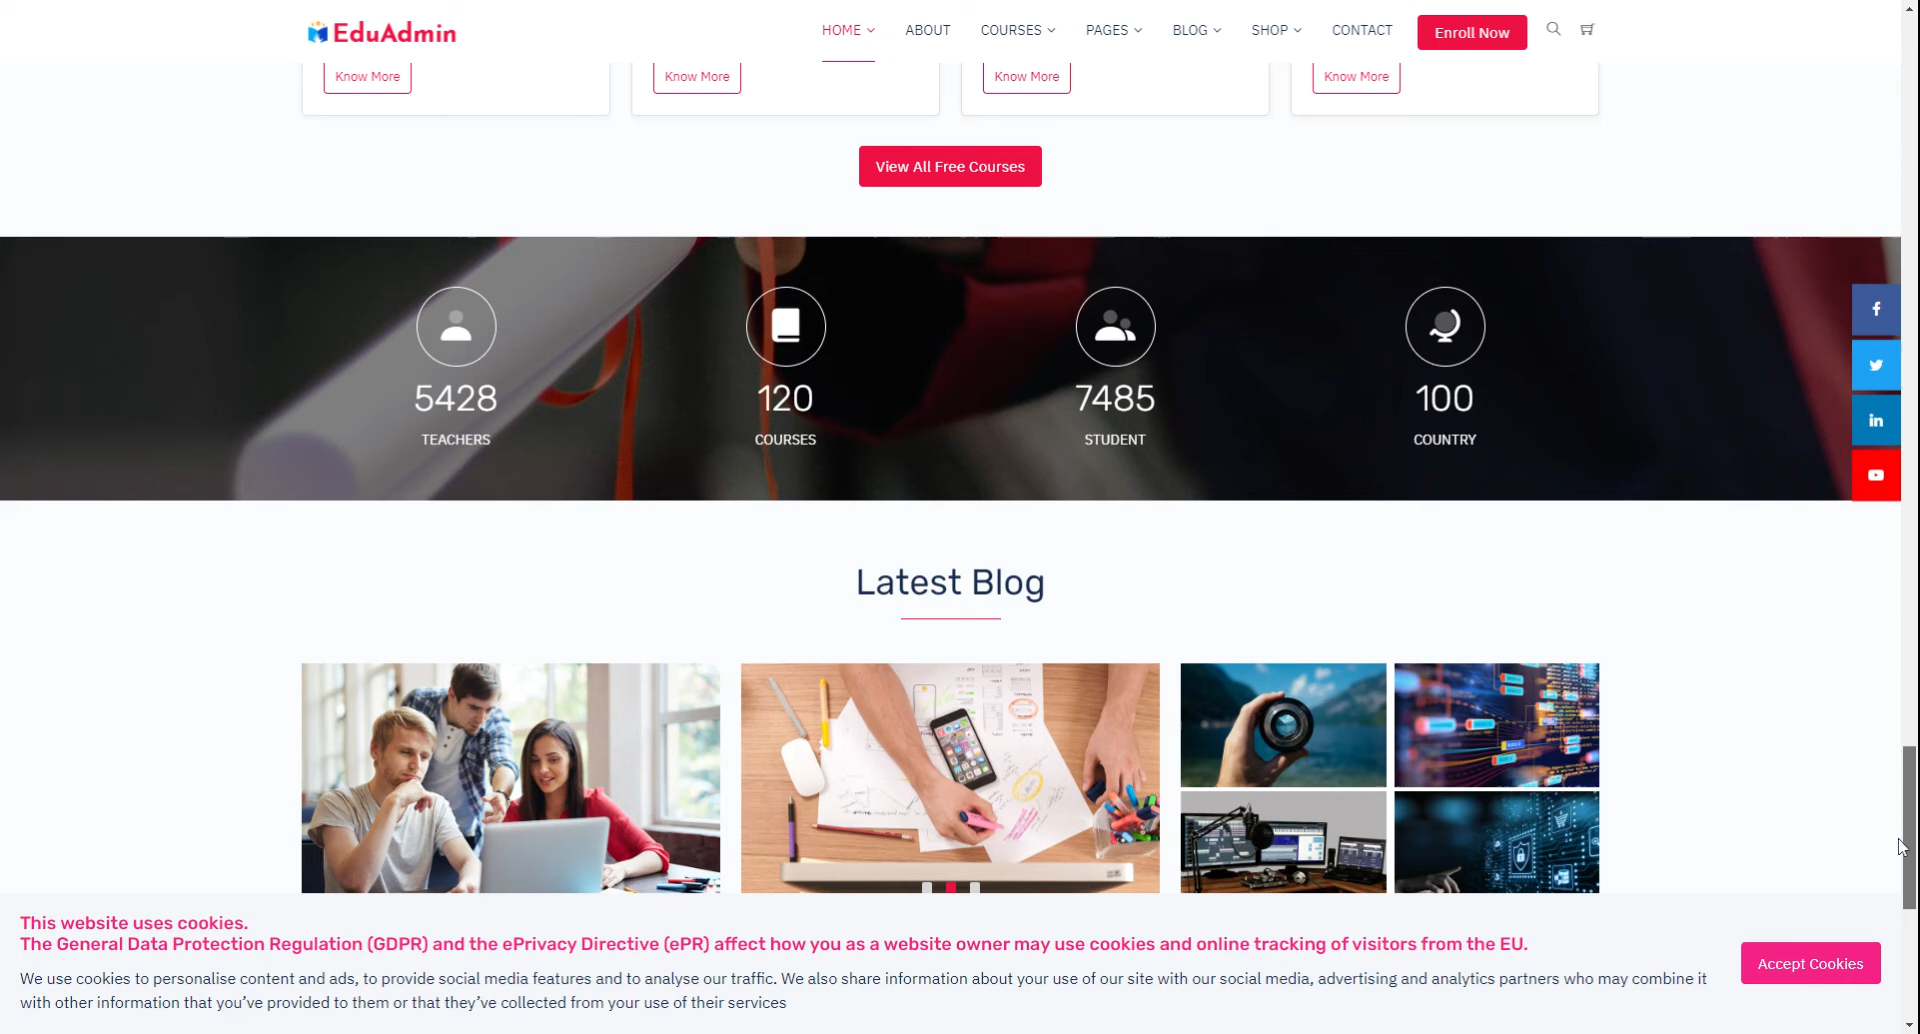 EduAdmin
HOME ABOUT COURSES PAGES BLOG SHOP CONTACT Enroll Now
Know More Know More Know More Know More
View All Free Courses
5428 120 7485 100
TEACHERS COURSES STUDENT COUNTRY
Latest Blog
This website uses cookies.
The General Data Protection Regulation (GDPR) and the ePrivacy Directive (ePR) affect how you as a website owner may use cookies and online tracking of visitors from the EU.
We use cookies to personalise content and ads, to provide social media features and to analyse our traffic. We also share information about your use of our site with our social media, advertising and analytics partners who may combine it
with other information that you’ve provided to them or that they’ve collected from your use of their services
Accept Cookies